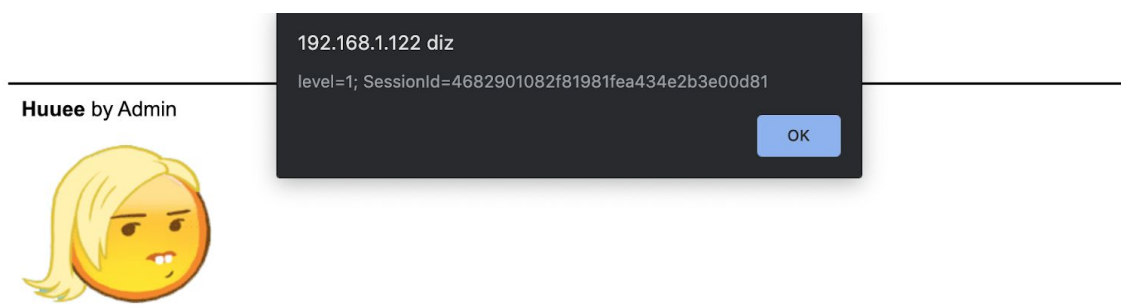 192.168.1.122 diz
level=1; SessionId=4682901082f81981fea434e2b3e00d81
OK
Huuee by Admin